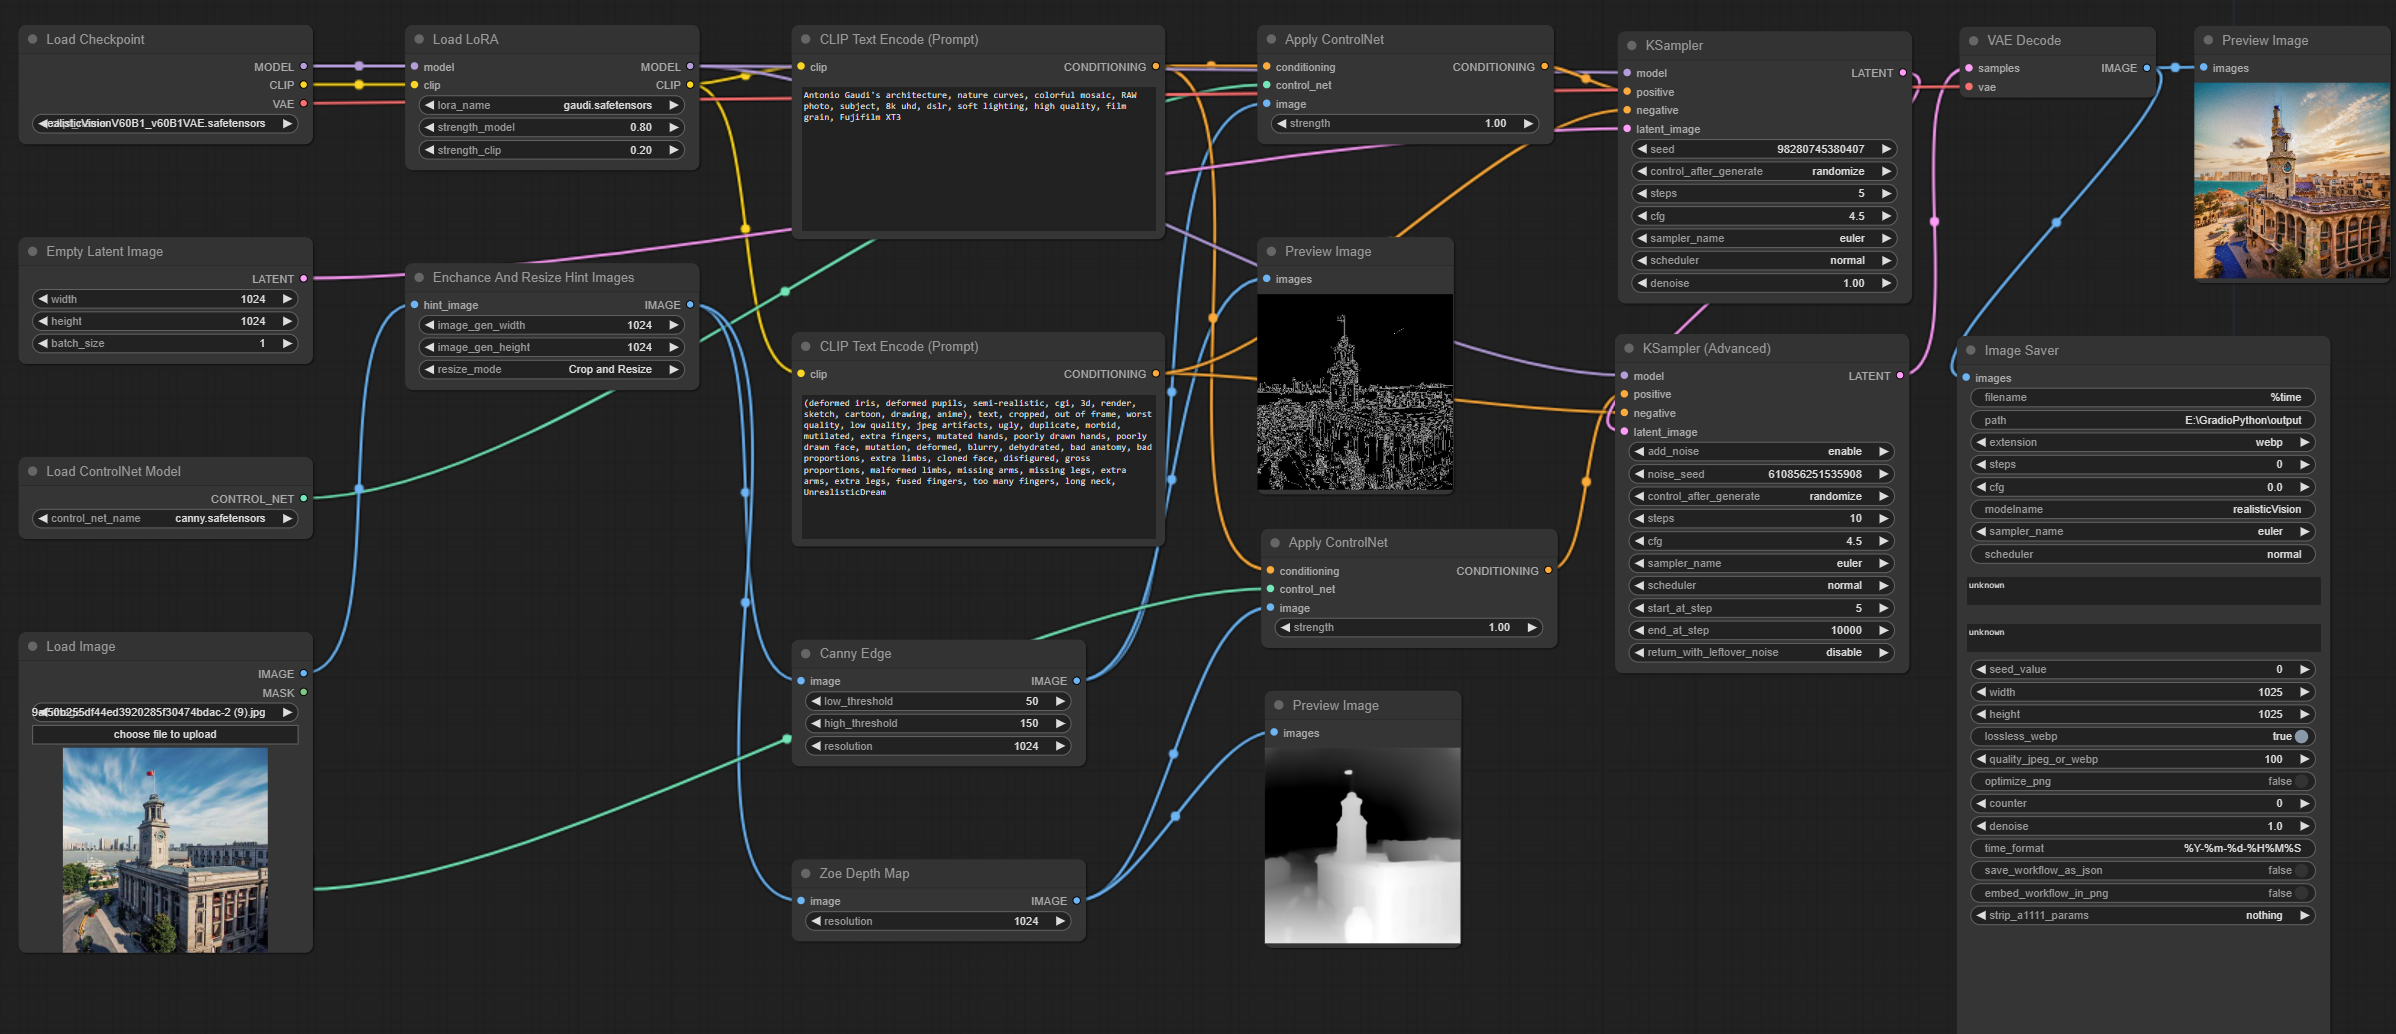 Load Checkpoint
MODEL
CLIP
VAE
ealisticVisionV60B1_v60B1VAE.safetensors
Empty Latent Image
LATENT
width 1024
height 1024
batch_size 1
Load ControlNet Model
CONTROL_NET
control_net_name canny.safetensors
Load Image
IMAGE
MASK
choose file to upload
Load LoRA
model MODEL
clip CLIP
lora_name gaudi.safetensors
strength_model 0.80
strength_clip 0.20
Enchance And Resize Hint Images
hint_image IMAGE
image_gen_width 1024
image_gen_height 1024
resize_mode Crop and Resize
CLIP Text Encode (Prompt)
clip CONDITIONING
Antonio Gaudi's architecture, nature curves, colorful mosaic, RAW
photo, subject, 8k uhd, dslr, soft lighting, high quality, film
grain, Fujifilm XT3
CLIP Text Encode (Prompt)
clip CONDITIONING
(deformed iris, deformed pupils, semi-realistic, cgi, 3d, render,
sketch, cartoon, drawing, anime), text, cropped, out of frame, worst
quality, low quality, jpeg artifacts, ugly, duplicate, morbid,
mutilated, extra fingers, mutated hands, poorly drawn hands, poorly
drawn face, mutation, deformed, blurry, dehydrated, bad anatomy, bad
proportions, extra limbs, cloned face, disfigured, gross
proportions, malformed limbs, missing arms, missing legs, extra
arms, extra legs, fused fingers, too many fingers, long neck,
UnrealisticDream
Canny Edge
image IMAGE
low_threshold 50
high_threshold 150
resolution 1024
Zoe Depth Map
image IMAGE
resolution 1024
Apply ControlNet
conditioning CONDITIONING
control_net
image
strength 1.00
Preview Image
images
Apply ControlNet
conditioning CONDITIONING
control_net
image
strength 1.00
Preview Image
images
KSampler
model LATENT
positive
negative
latent_image
seed 98280745380407
control_after_generate randomize
steps 5
cfg 4.5
sampler_name euler
scheduler normal
denoise 1.00
KSampler (Advanced)
model LATENT
positive
negative
latent_image
add_noise enable
noise_seed 610856251535908
control_after_generate randomize
steps 10
cfg 4.5
sampler_name euler
scheduler normal
start_at_step 5
end_at_step 10000
return_with_leftover_noise disable
VAE Decode
samples IMAGE
vae
Preview Image
images
Image Saver
images
filename %time
path E:\GradioPython\output
extension webp
steps 0
cfg 0.0
modelname realisticVision
sampler_name euler
scheduler normal
unknown
unknown
seed_value 0
width 1025
height 1025
lossless_webp true
quality_jpeg_or_webp 100
optimize_png false
counter 0
denoise 1.0
time_format %Y-%m-%d-%H%M%S
save_workflow_as_json false
embed_workflow_in_png false
strip_a1111_params nothing